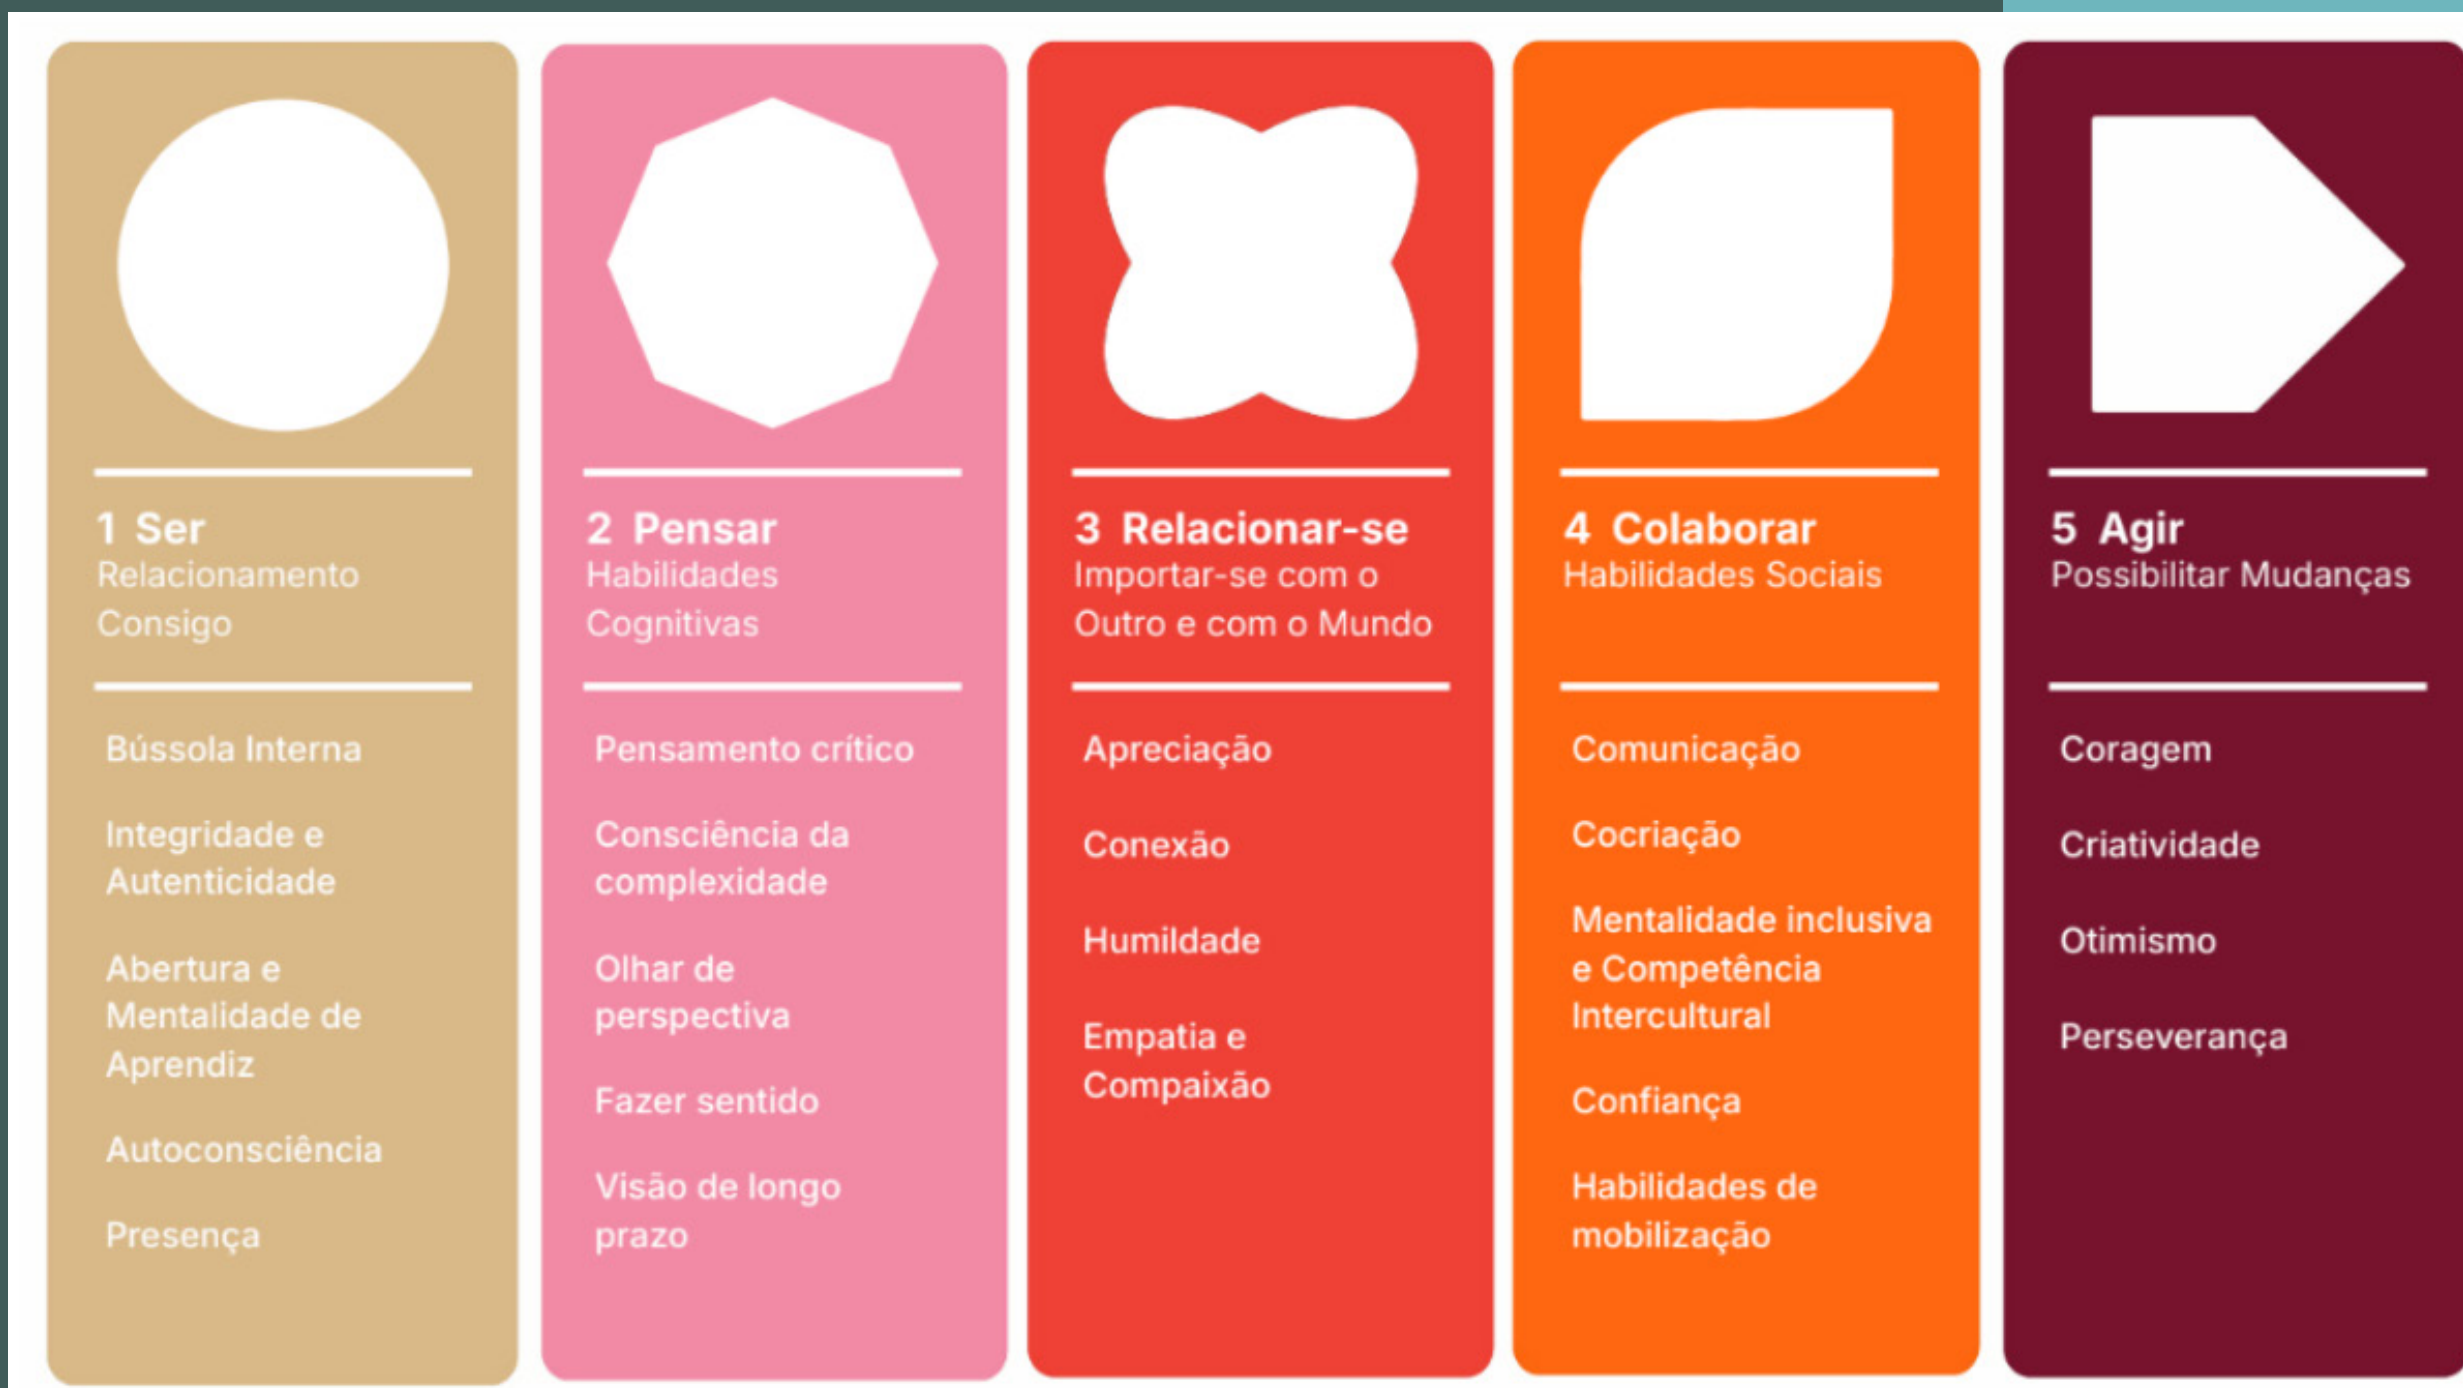 1 Ser
Relacionamento
Consigo
Bússola Interna
Integridade e
Autenticidade
Abertura e
Mentalidade de
Aprendiz
Autoconsciência
Presença
2 Pensar
Habilidades
Cognitivas
Pensamento crítico
Consciência da
complexidade
Olhar de
perspectiva
Fazer sentido
Visão de longo
prazo
3 Relacionar-se
Importar-se com o
Outro e com o Mundo
Apreciação
Conexão
Humildade
Empatia e
Compaixão
4 Colaborar
Habilidades Sociais
Comunicação
Cocriação
Mentalidade inclusiva
e Competência
Intercultural
Confiança
Habilidades de
mobilização
5 Agir
Possibilitar Mudanças
Coragem
Criatividade
Otimismo
Perseverança